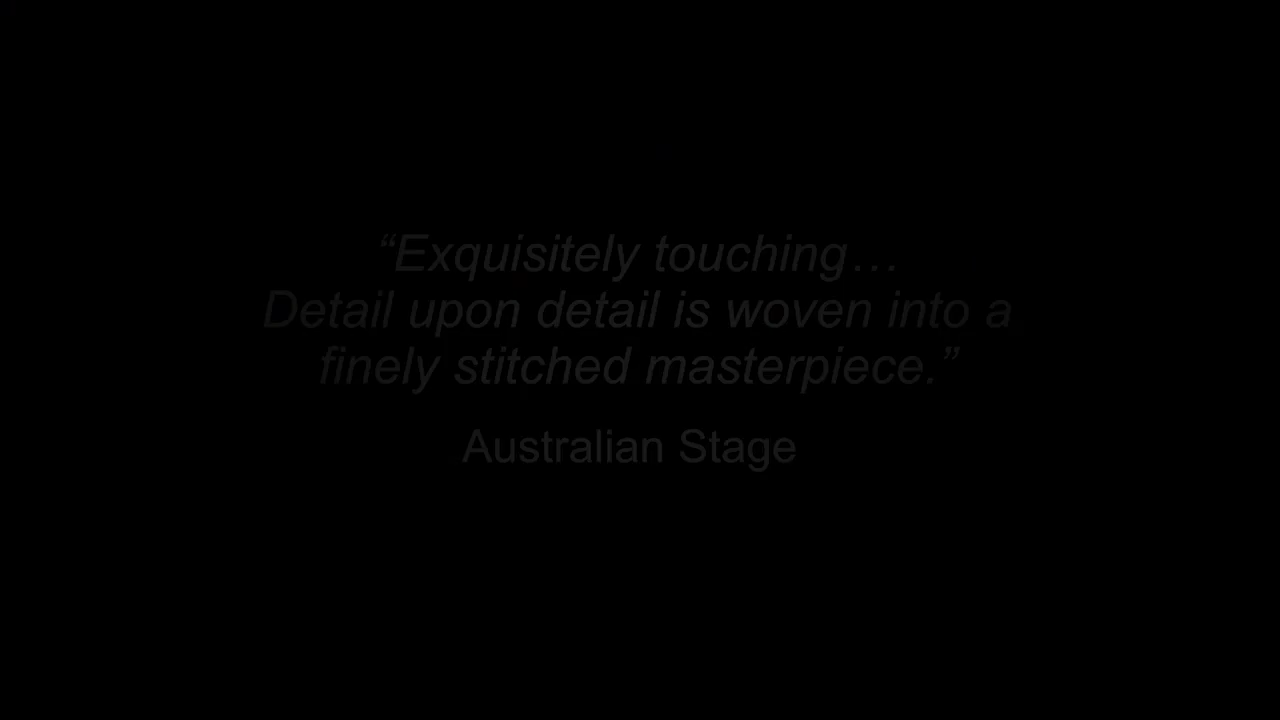 “Exquisitely touching…
Detail upon detail is woven into a
finely stitched masterpiece.”
Australian Stage